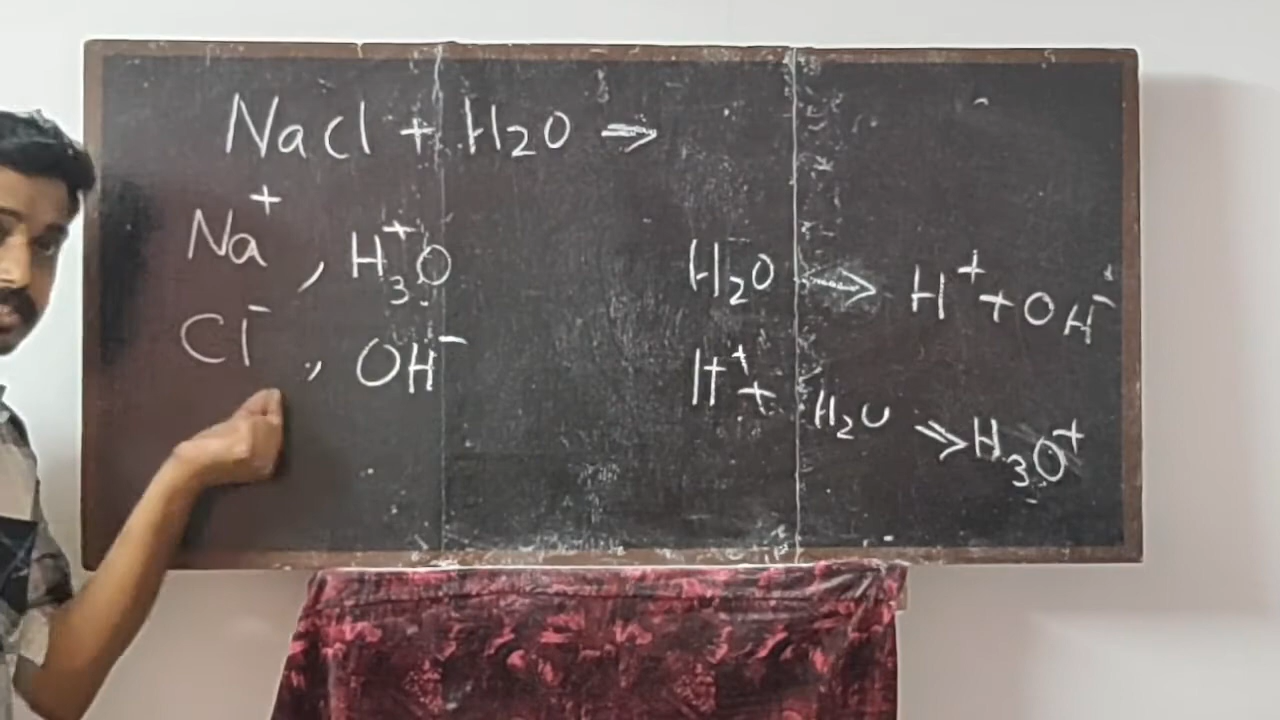 NaCl + H₂O ⇒
Na⁺, H₃O⁺
Cl⁻, OH⁻
H₂O ⇔ H⁺ + OH⁻
H⁺ + H₂O ⇒ H₃O⁺